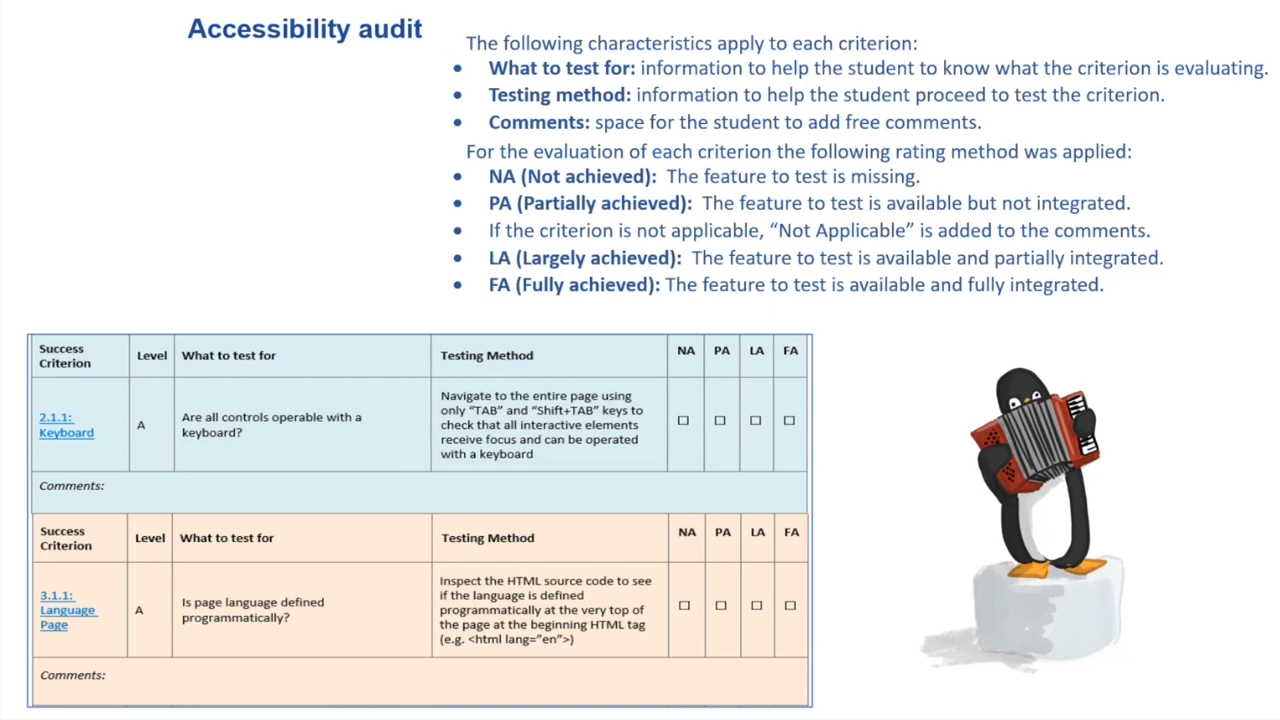 Accessibility audit
The following characteristics apply to each criterion:
• What to test for: information to help the student to know what the criterion is evaluating.
• Testing method: information to help the student proceed to test the criterion.
• Comments: space for the student to add free comments.
For the evaluation of each criterion the following rating method was applied:
• NA (Not achieved): The feature to test is missing.
• PA (Partially achieved): The feature to test is available but not integrated.
• If the criterion is not applicable, “Not Applicable” is added to the comments.
• LA (Largely achieved): The feature to test is available and partially integrated.
• FA (Fully achieved): The feature to test is available and fully integrated.
Success
Criterion
Level
What to test for
Testing Method
NA
PA
LA
FA
2.1.1:
Keyboard
A
Are all controls operable with a
keyboard?
Navigate to the entire page using
only “TAB” and “Shift+TAB” keys to
check that all interactive elements
receive focus and can be operated
with a keyboard
☐
☐
☐
☐
Comments:
Success
Criterion
Level
What to test for
Testing Method
NA
PA
LA
FA
3.1.1:
Language
Page
A
Is page language defined
programmatically?
Inspect the HTML source code to see
if the language is defined
programmatically at the very top of
the page at the beginning HTML tag
(e.g. <html lang=”en”>)
☐
☐
☐
☐
Comments: